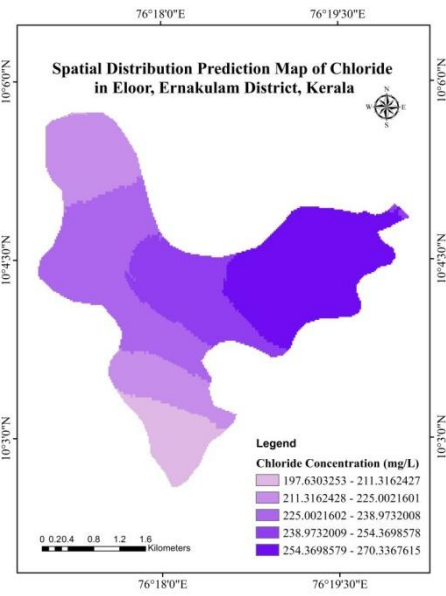 76°18'0"E 76°19'30"E
Spatial Distribution Prediction Map of Chloride
in Eloor, Ernakulam District, Kerala
N
W E
S
10°6'0"N 10°6'0"N
10°4'30"N 10°4'30"N
10°3'0"N 10°3'0"N
Legend
Chloride Concentration (mg/L)
197.6303253 - 211.3162427
211.3162428 - 225.0021601
225.0021602 - 238.9732008
238.9732009 - 254.3698578
254.3698579 - 270.3367615
0 0.20.4 0.8 1.2 1.6
Kilometers
76°18'0"E 76°19'30"E